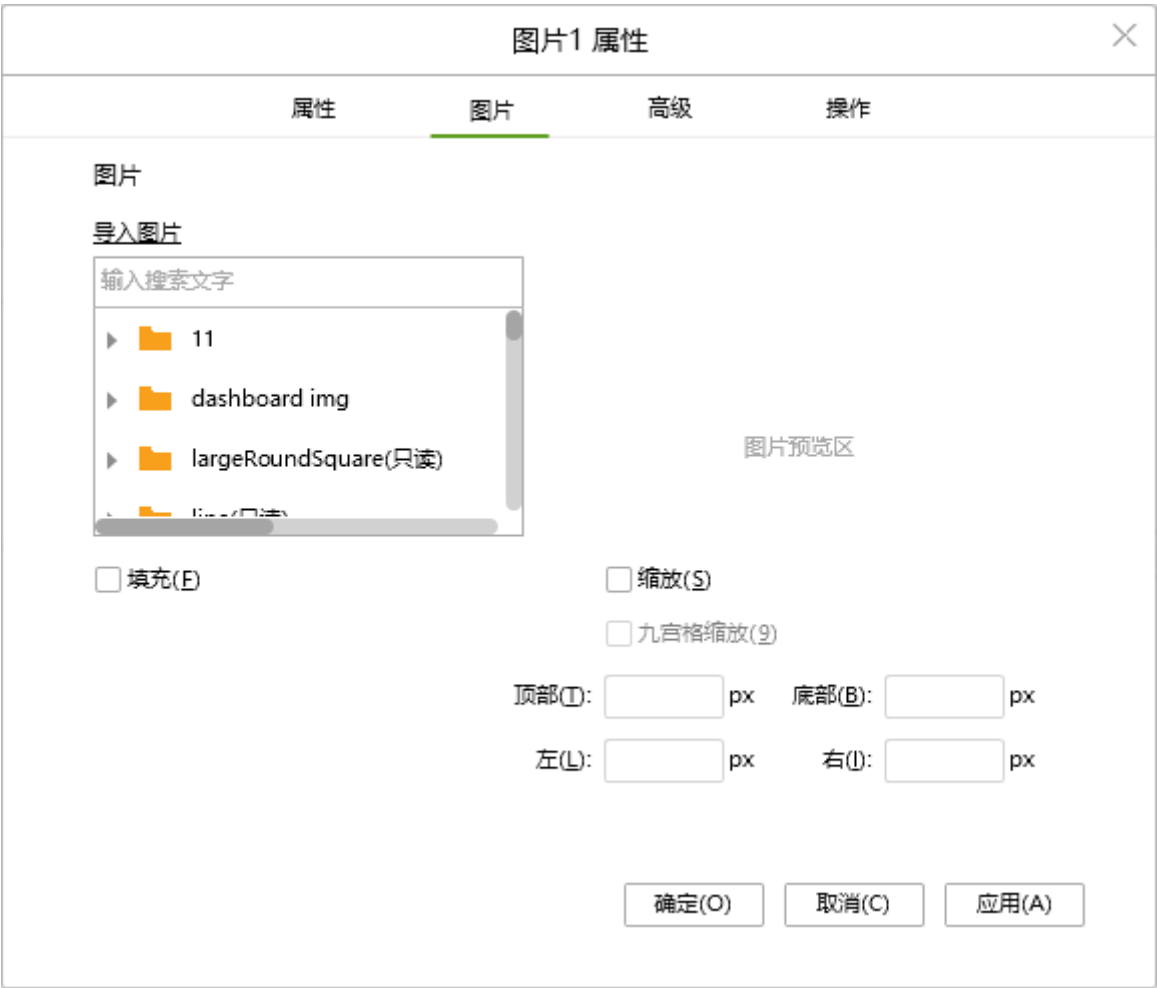 图片1 属性
属性 图片 高级 操作
图片
导入图片
输入搜索文字
11
dashboard img
largeRoundSquare(只读)
line(只读)
图片预览区
填充(F) 缩放(S)
九宫格缩放(9)
顶部(T): px 底部(B): px
左(L): px 右(I): px
确定(O) 取消(C) 应用(A)